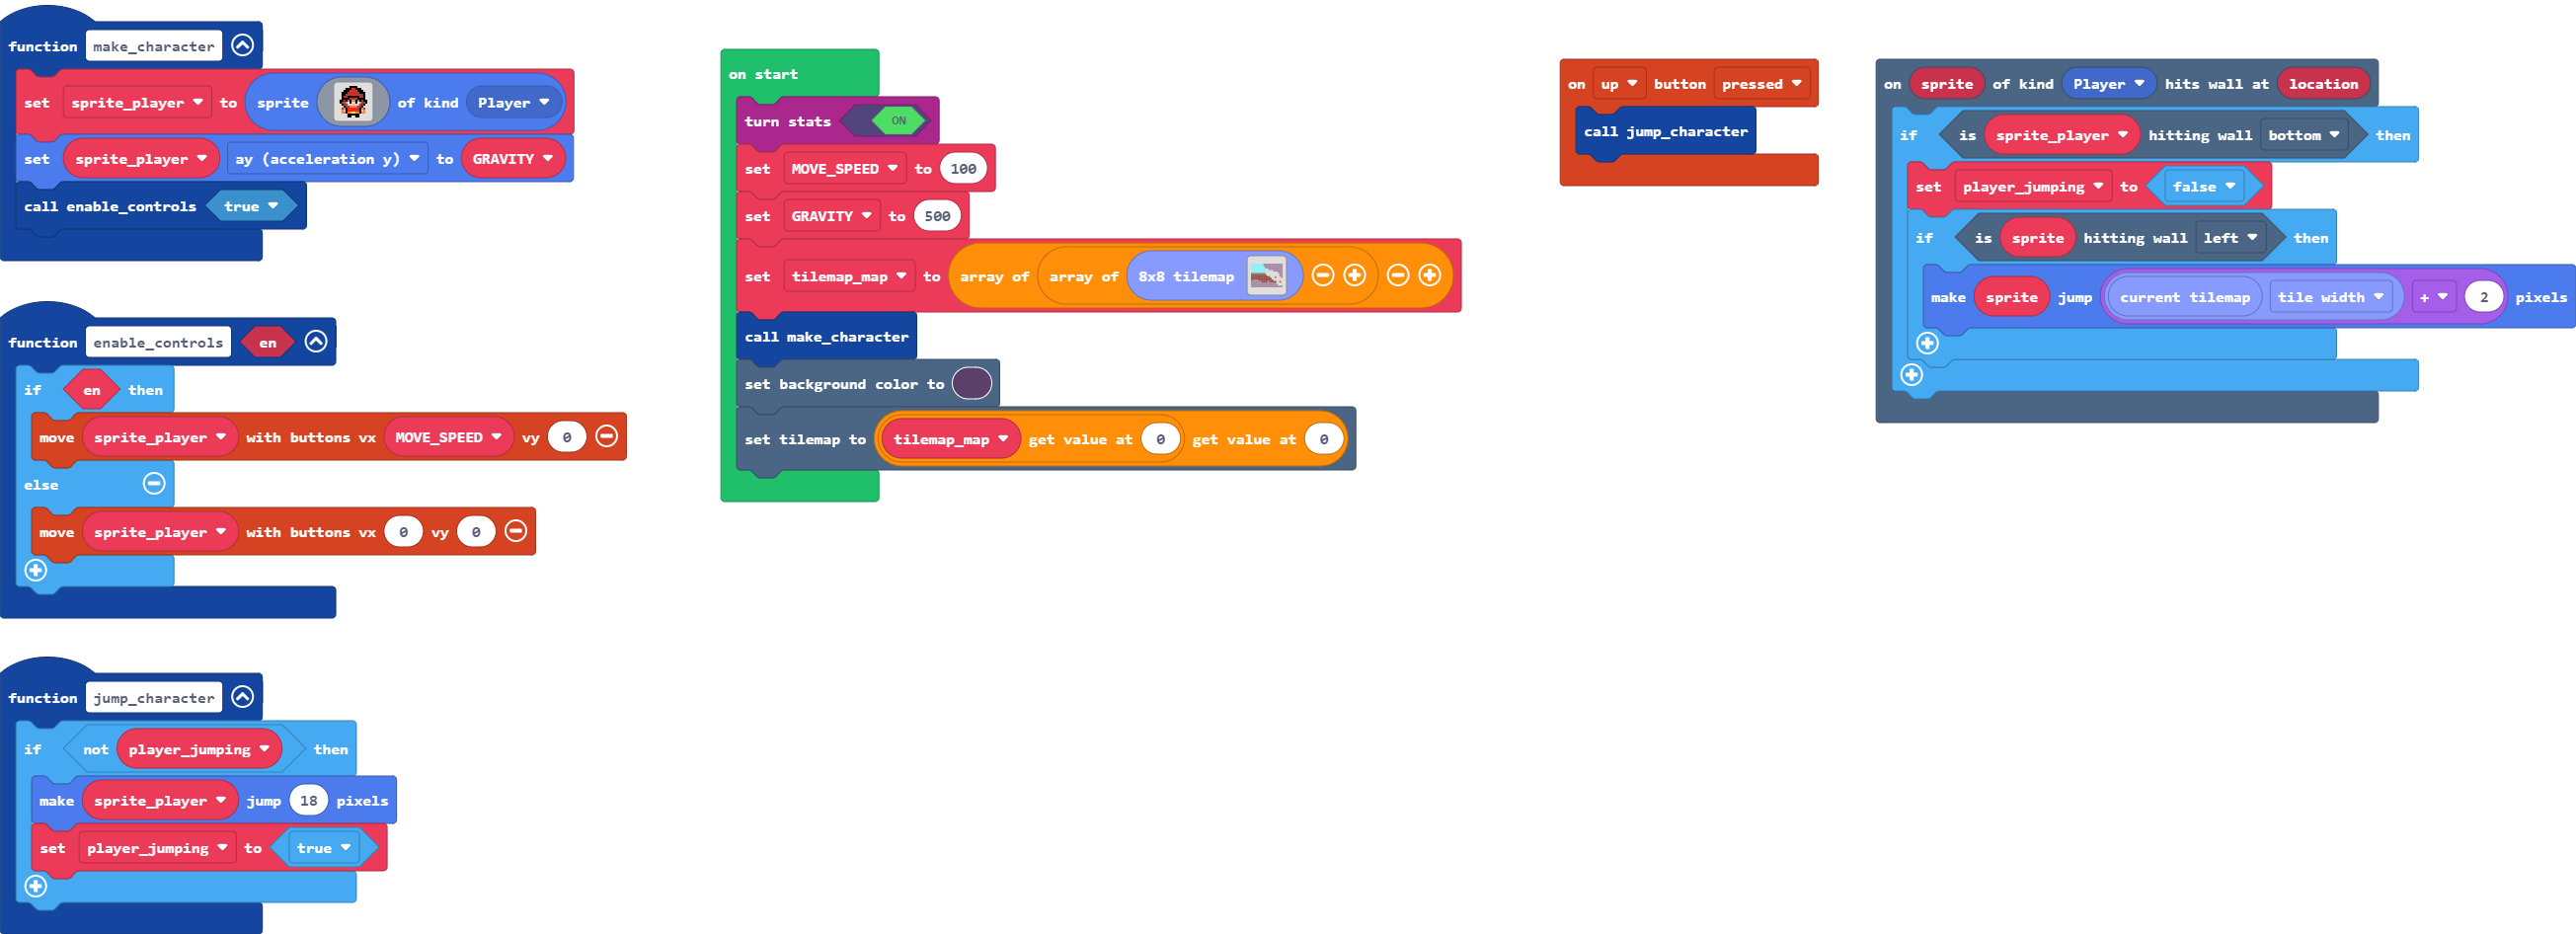 function make_character
set sprite_player to sprite of kind Player
set sprite_player ay (acceleration y) to GRAVITY
call enable_controls true
function enable_controls en
if en then
move sprite_player with buttons vx MOVE_SPEED vy 0
else
move sprite_player with buttons vx 0 vy 0
function jump_character
if not player_jumping then
make sprite_player jump 18 pixels
set player_jumping to true
on start
turn stats ON
set MOVE_SPEED to 100
set GRAVITY to 500
set tilemap_map to array of array of 8x8 tilemap
call make_character
set background color to
set tilemap to tilemap_map get value at 0 get value at 0
on up button pressed
call jump_character
on sprite of kind Player hits wall at location
if is sprite_player hitting wall bottom then
set player_jumping to false
if is sprite hitting wall left then
make sprite jump current tilemap tile width + 2 pixels